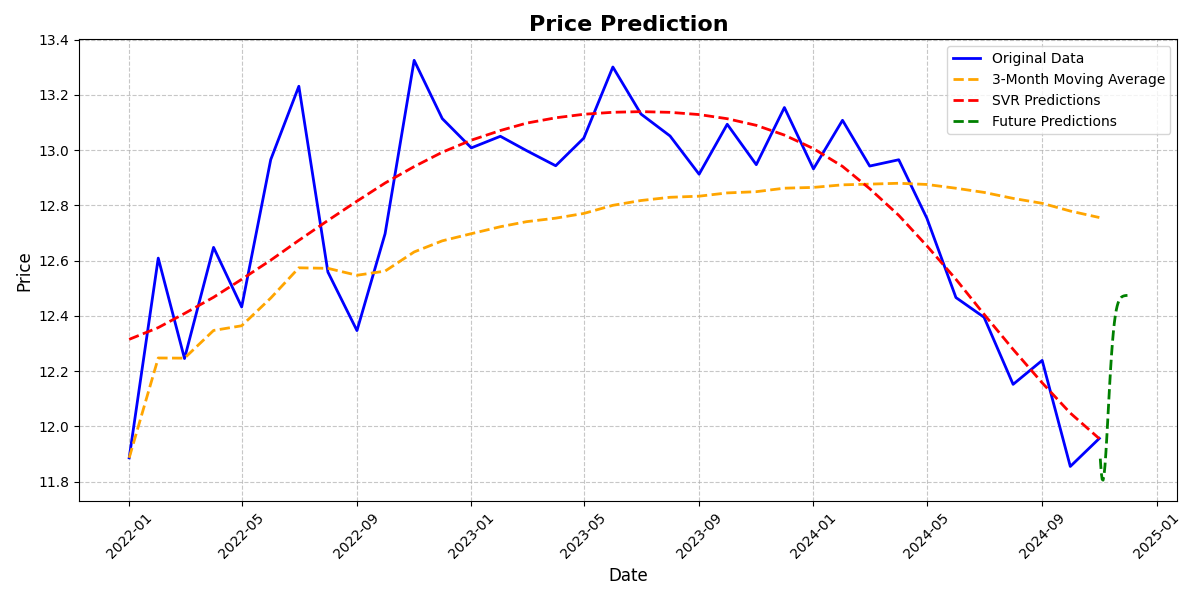 Price Prediction
Original Data
3-Month Moving Average
SVR Predictions
Future Predictions
Price
13.4
13.2
13.0
12.8
12.6
12.4
12.2
12.0
11.8
2022-01
2022-05
2022-09
2023-01
2023-05
2023-09
2024-01
2024-05
2024-09
2025-01
Date